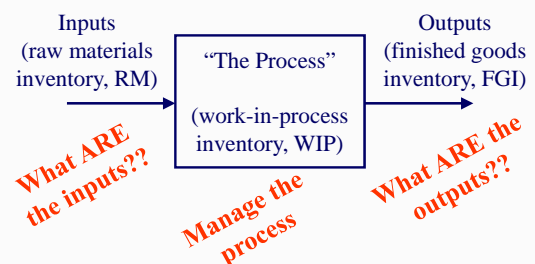 Inputs
(raw materials
inventory, RM)
“The Process”
(work-in-process
inventory, WIP)
Outputs
(finished goods
inventory, FGI)
What ARE
the inputs??
Manage the
process
What ARE the
outputs??